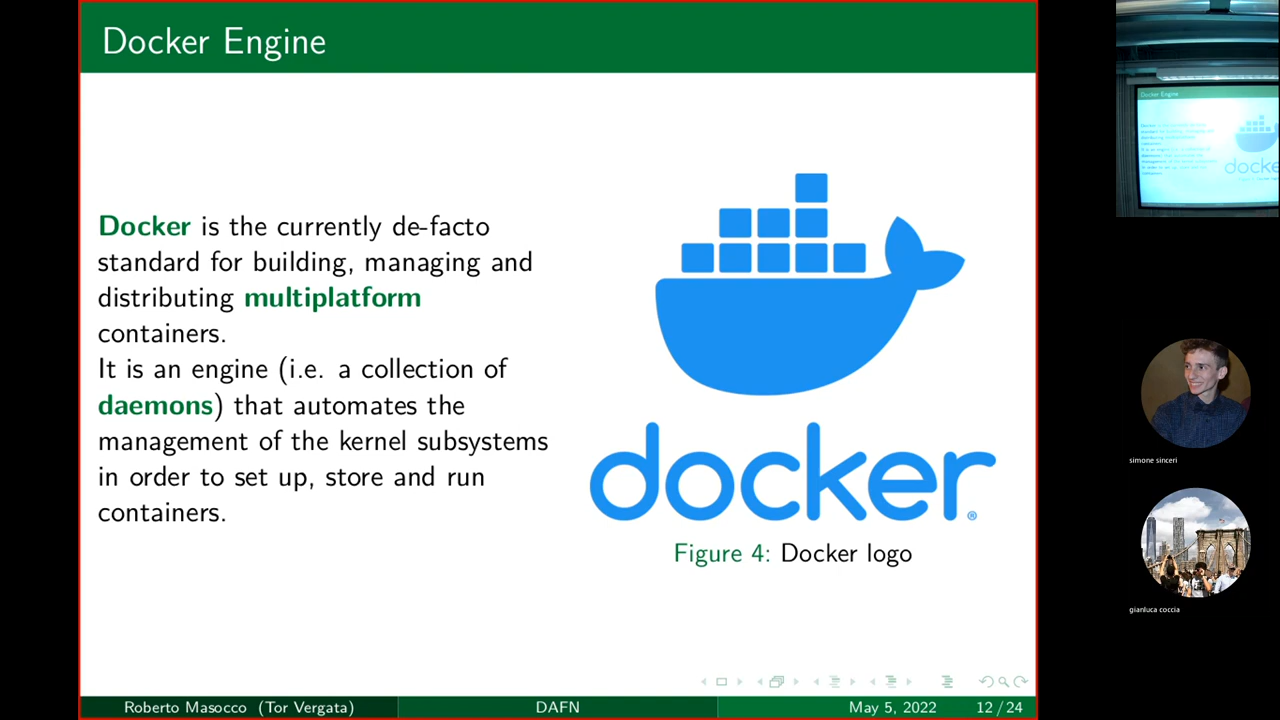 Docker Engine
Docker is the currently de-facto
standard for building, managing and
distributing multiplatform
containers.
It is an engine (i.e. a collection of
daemons) that automates the
management of the kernel subsystems
in order to set up, store and run
containers.
docker
®
Figure 4: Docker logo
Roberto Masocco (Tor Vergata)
DAFN
May 5, 2022
12 / 24
Docker Engine
docke
simone sinceri
gianluca coccia